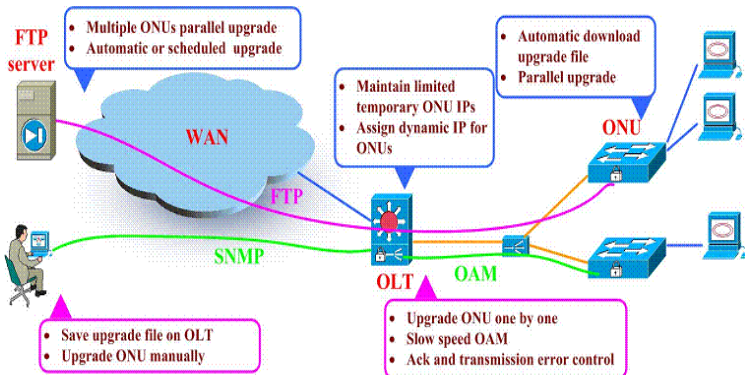 FTP
server
• Multiple ONUs parallel upgrade
• Automatic or scheduled upgrade
• Automatic download
upgrade file
• Parallel upgrade
• Maintain limited
temporary ONU IPs
• Assign dynamic IP for
ONUs
ONU
WAN
FTP
SNMP
OLT
OAM
• Save upgrade file on OLT
• Upgrade ONU manually
• Upgrade ONU one by one
• Slow speed OAM
• Ack and transmission error control